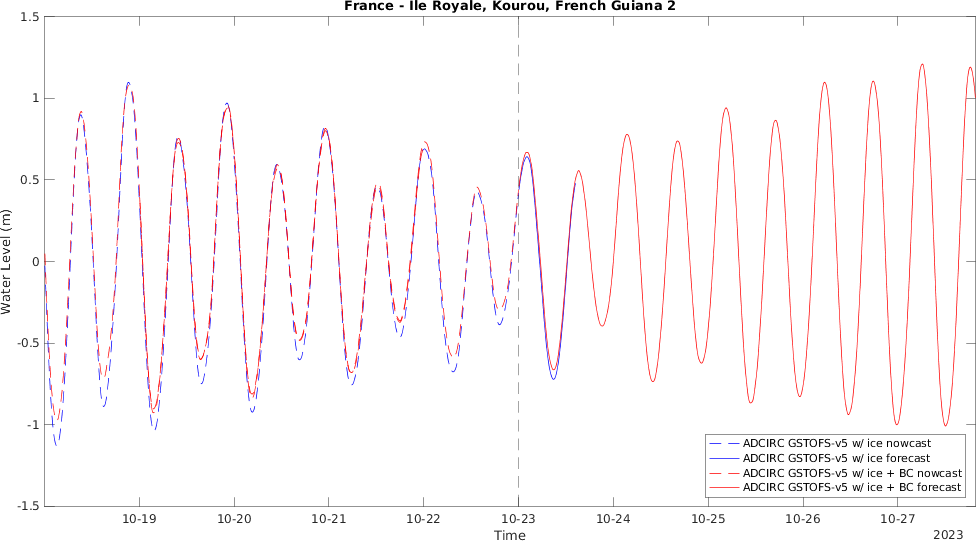 France - Ile Royale, Kourou, French Guiana 2
Water Level (m)
1.5
1
0.5
0
-0.5
-1
-1.5
ADCIRC GSTOFS-v5 w/ ice nowcast
ADCIRC GSTOFS-v5 w/ ice forecast
ADCIRC GSTOFS-v5 w/ ice + BC nowcast
ADCIRC GSTOFS-v5 w/ ice + BC forecast
10-19 10-20 10-21 10-22 10-23 10-24 10-25 10-26 10-27
Time
2023